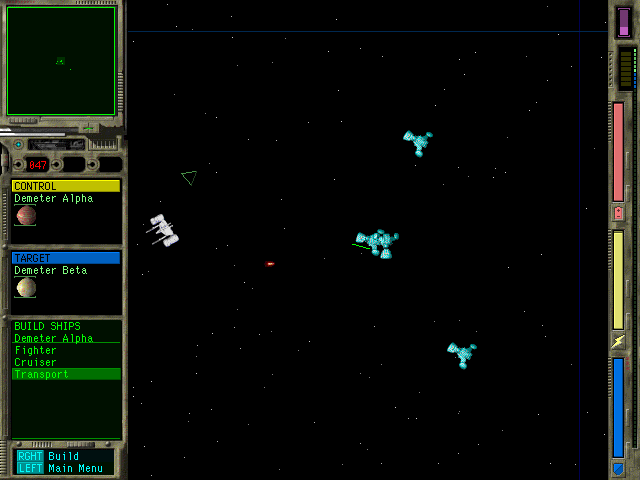 047
CONTROL
Demeter Alpha
TARGET
Demeter Beta
BUILD SHIPS
Demeter Alpha
Fighter
Cruiser
Transport
RGHT Build
LEFT Main Menu